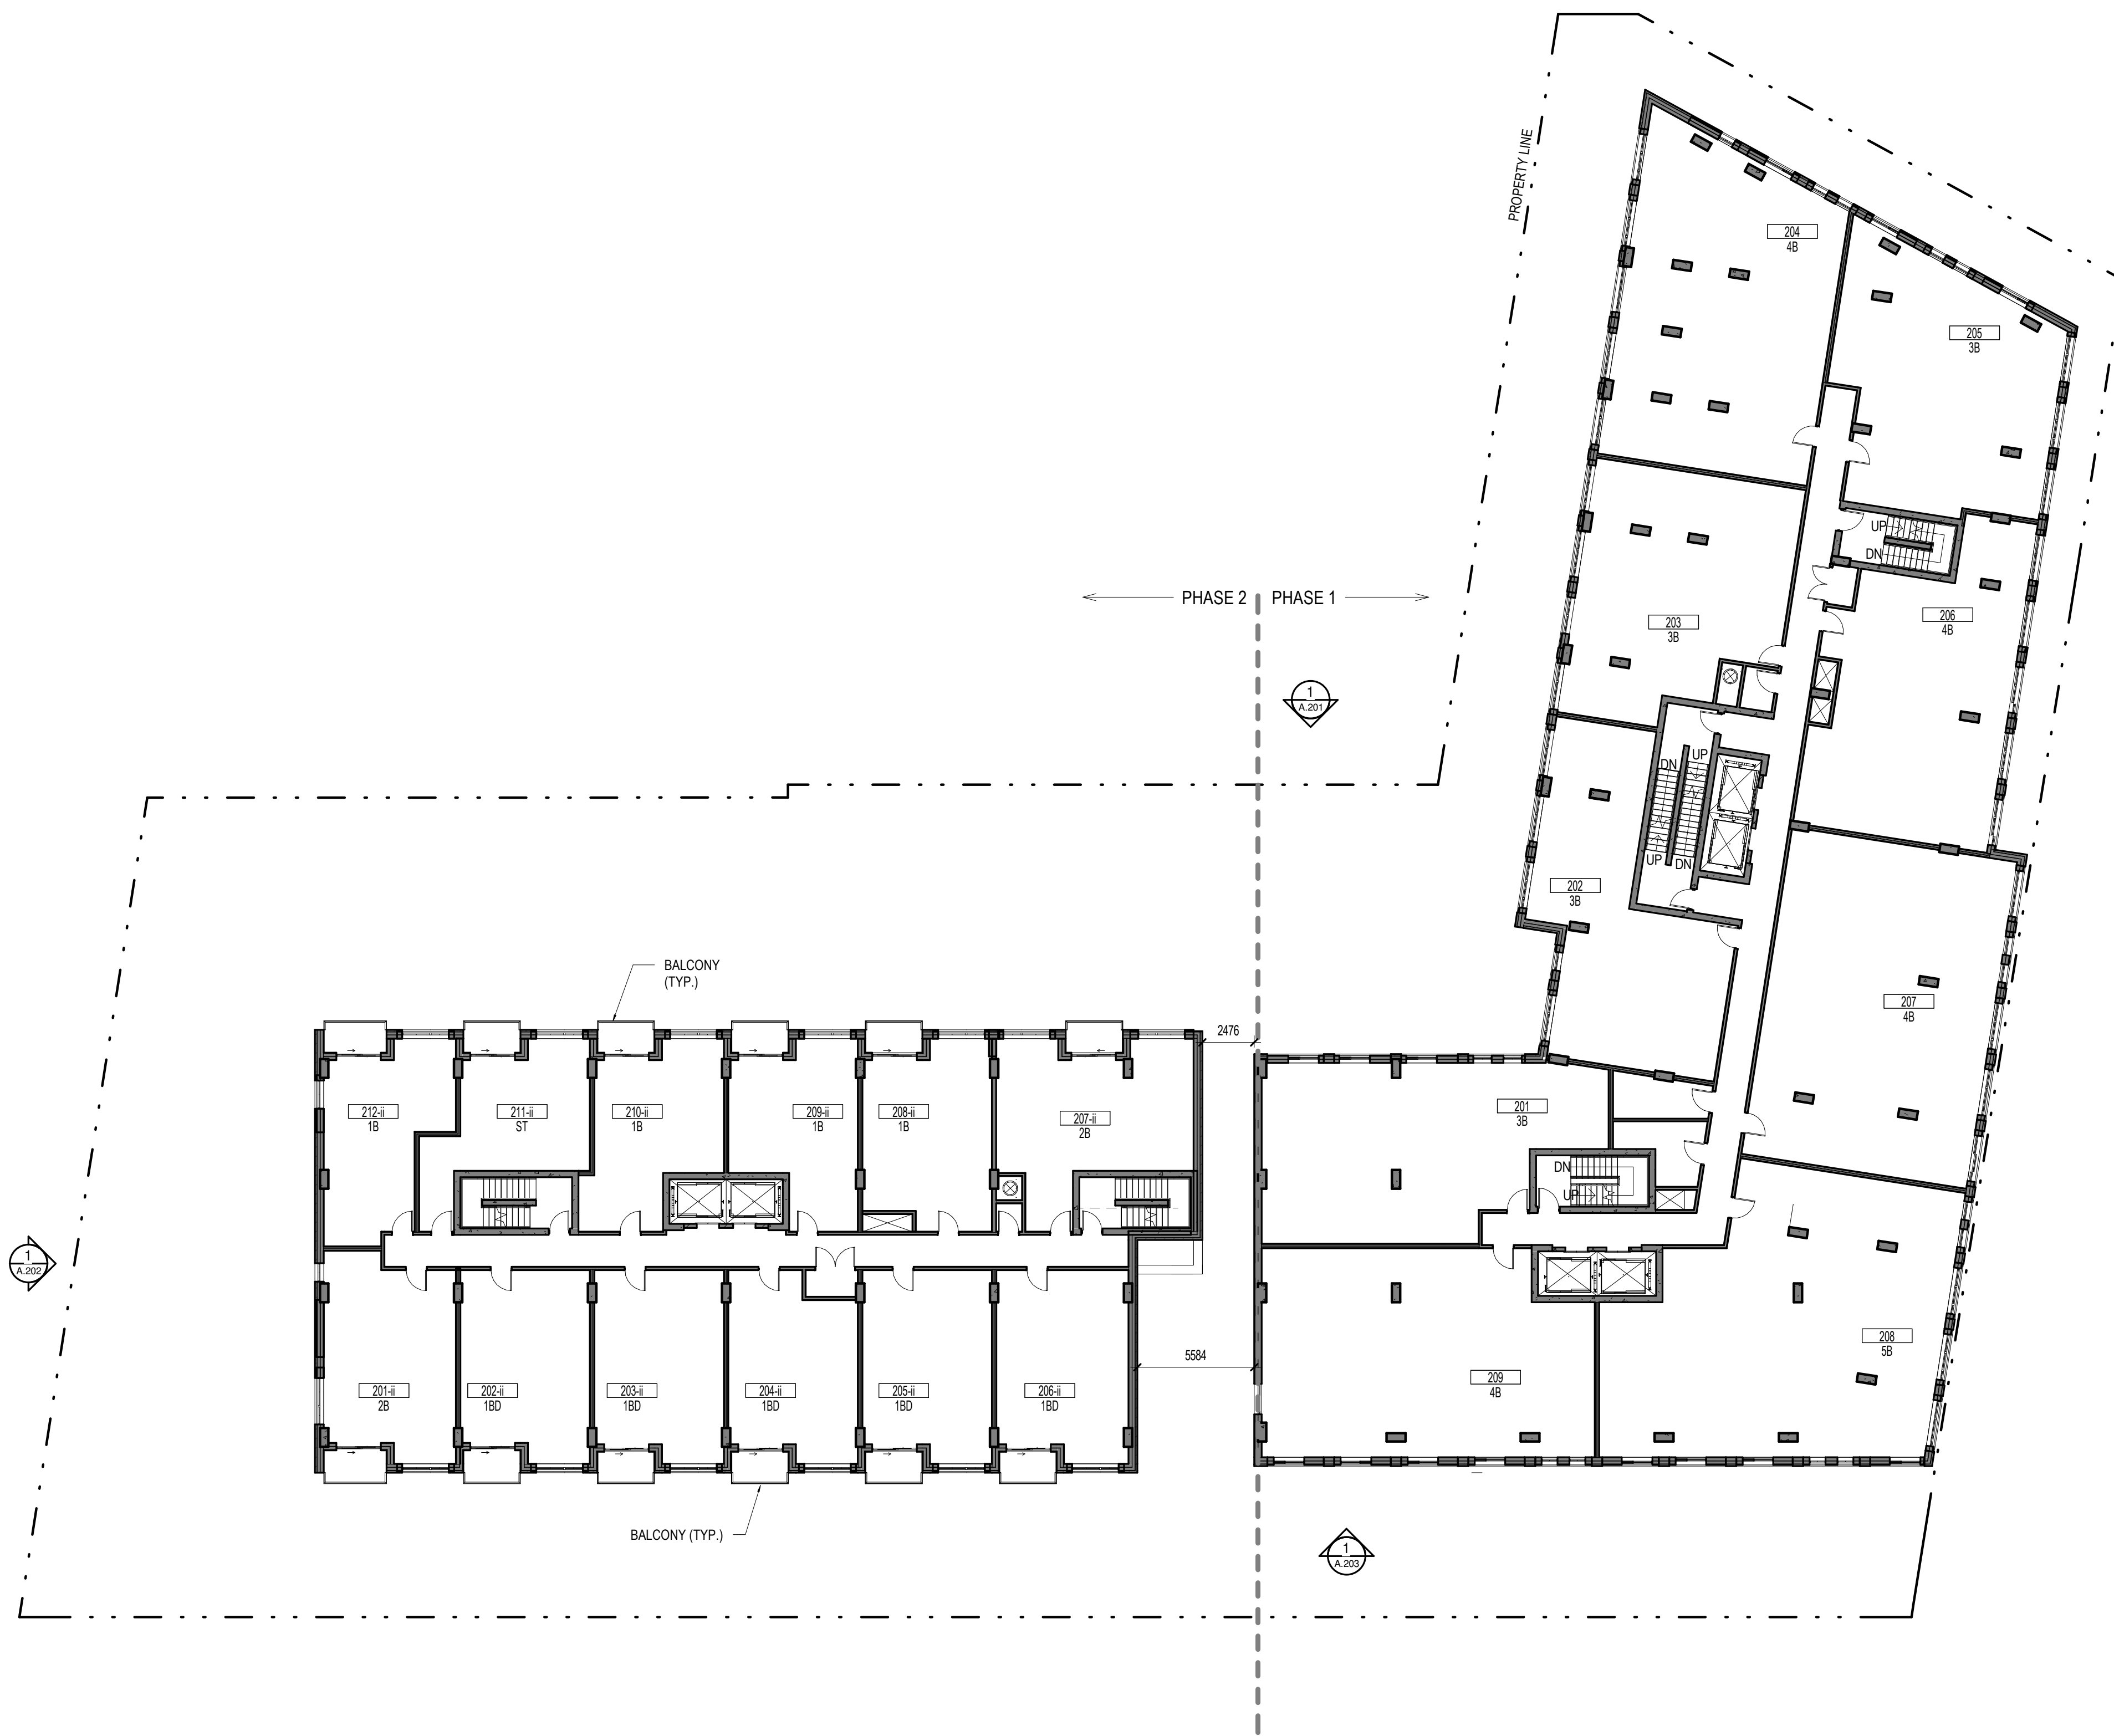 PROPERTY LINE
204
4B
205
3B
UP
DN
PHASE 2
PHASE 1
203
3B
206
4B
1
A.201
UP
DN
UP
DN
202
3B
207
4B
BALCONY
(TYP.)
2476
212-ii
1B
211-ii
ST
210-ii
1B
209-ii
1B
208-ii
1B
207-ii
2B
201
3B
DN
UP
1
A.202
5584
208
5B
209
4B
201-ii
2B
202-ii
1BD
203-ii
1BD
204-ii
1BD
205-ii
1BD
206-ii
1BD
BALCONY (TYP.)
1
A.203